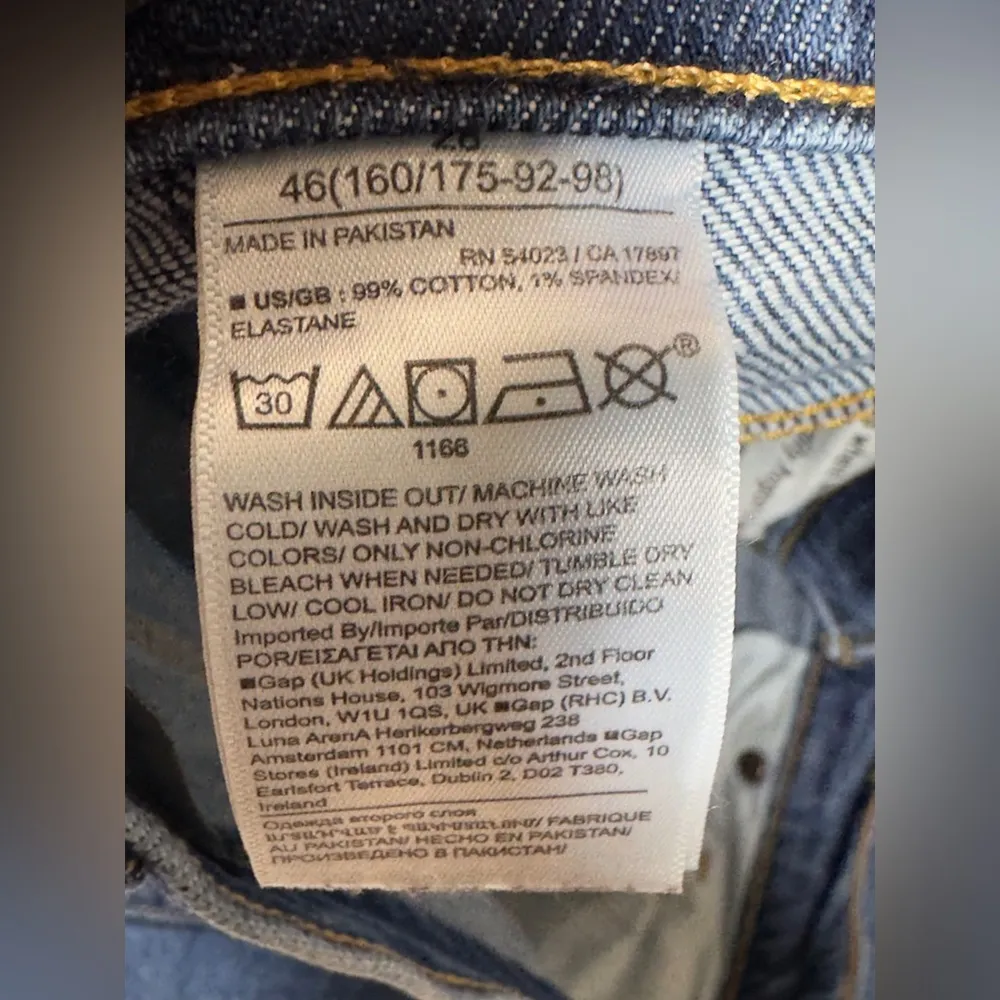 28
46(160/175-92-98)
MADE IN PAKISTAN
RN 54023 / CA 17897
■ US/GB : 99% COTTON, 1% SPANDEX/
ELASTANE
30 ®
1166
WASH INSIDE OUT/ MACHINE WASH
COLD/ WASH AND DRY WITH LIKE
COLORS/ ONLY NON-CHLORINE
BLEACH WHEN NEEDED/ TUMBLE DRY
LOW/ COOL IRON/ DO NOT DRY CLEAN
Imported By/Importe Par/DISTRIBUIDO
POR/ΕΙΣΑΓΕΤΑΙ ΑΠΟ ΤΗΝ:
■Gap (UK Holdings) Limited, 2nd Floor
Nations House, 103 Wigmore Street,
London, W1U 1QS, UK ■Gap (RHC) B.V.
Luna ArenA Herikerbergweg 238
Amsterdam 1101 CM, Netherlands ■Gap
Stores (Ireland) Limited c/o Arthur Cox, 10
Earlsfort Terrace, Dublin 2, D02 T380,
Ireland
Одежда второго слоя
FABRIQUE
AU PAKISTAN/ HECHO EN PAKISTAN/
ПРОИЗВЕДЕНО В ПАКИСТАН/